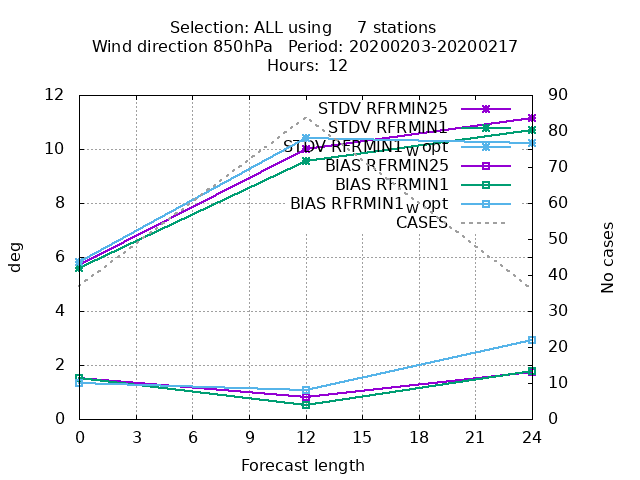 Selection: ALL using 7 stations
Wind direction 850hPa Period: 20200203-20200217
Hours: 12
12 90
STDV RFRMIN25
STDV RFRMIN1
80
10 STDV RFRMIN1_w opt
BIAS RFRMIN25
70
BIAS RFRMIN1
8 BIAS RFRMIN1_w opt 60
CASES
50
6
deg No cases
40
4 30
20
2
10
0 0
0 3 6 9 12 15 18 21 24
Forecast length